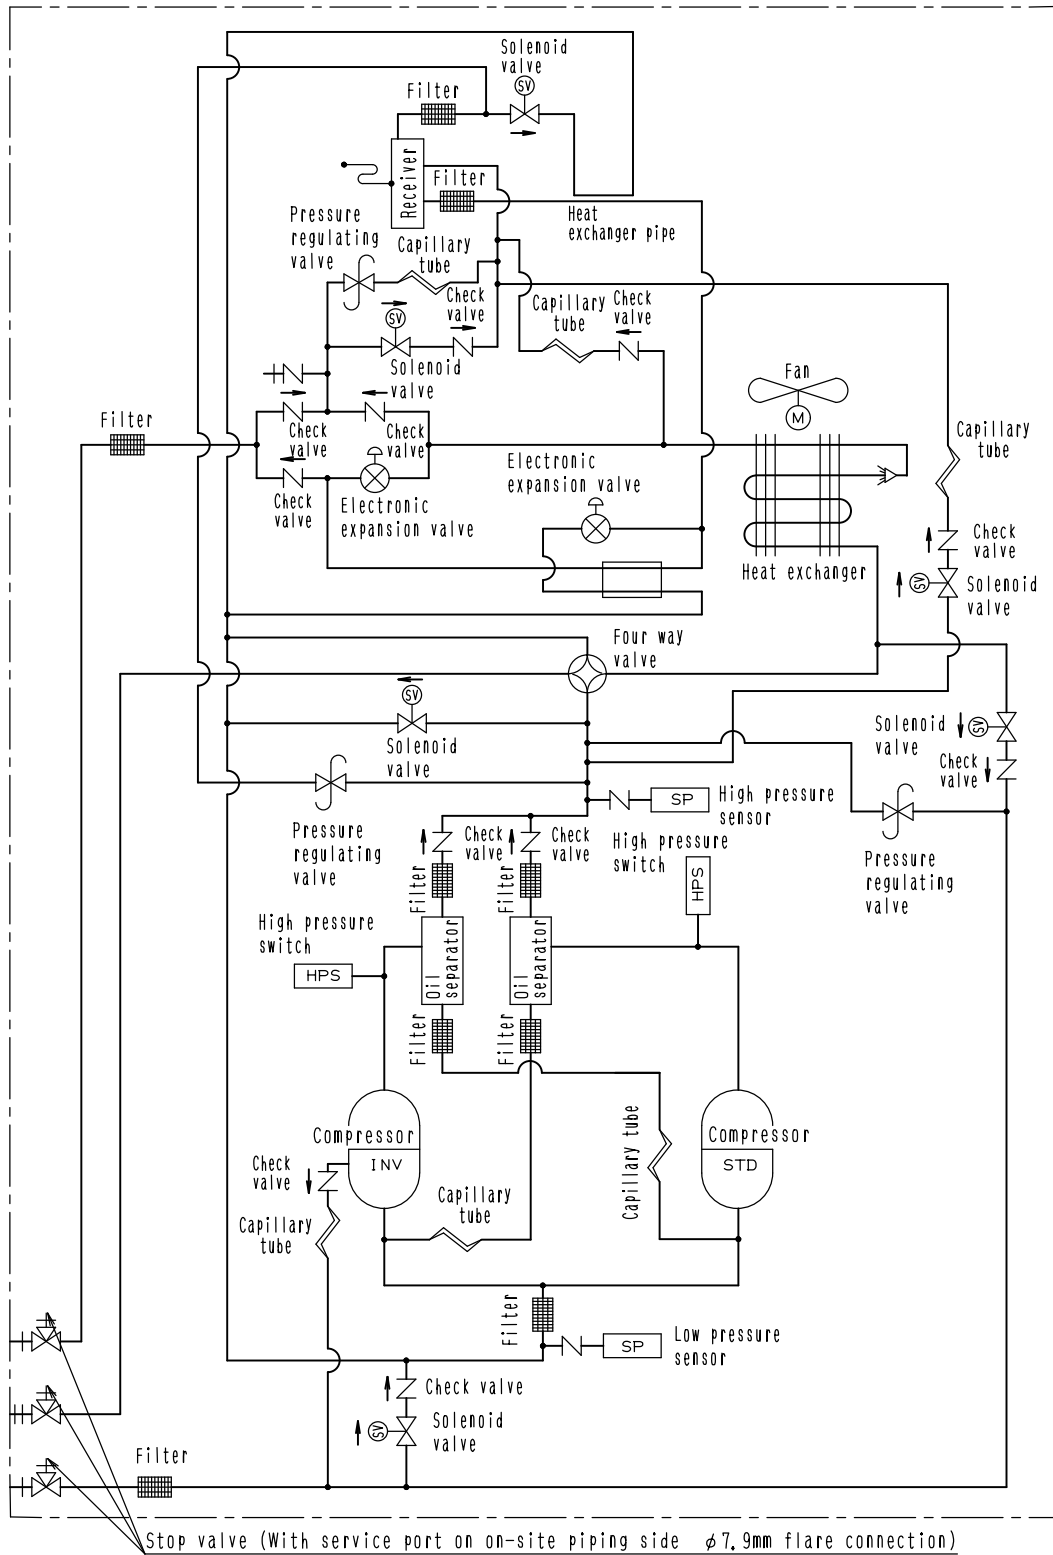 Solenoid
valve
SV
Filter
Receiver
Filter
Heat
exchanger pipe
Pressure
regulating
valve
Capillary
tube
Check
valve
SV
Solenoid
valve
Capillary
tube
Check
valve
Fan
M
Filter
Check
valve
Check
valve
Check
valve
Electronic
expansion valve
Electronic
expansion valve
Capillary
tube
Check
valve
SV
Solenoid
valve
Heat exchanger
Four way
valve
SV
Solenoid
valve
Solenoid
valve
SV
Check
valve
SP
High pressure
sensor
Pressure
regulating
valve
Check
valve
Check
valve
High pressure
switch
HPS
Pressure
regulating
valve
Filter
Filter
High pressure
switch
HPS
Oil
separator
Oil
separator
Filter
Filter
Compressor
INV
Compressor
STD
Capillary tube
Check
valve
Capillary
tube
Capillary
tube
Filter
SP
Low pressure
sensor
Check valve
SV
Solenoid
valve
Filter
Stop valve (With service port on on-site piping side φ7.9mm flare connection)